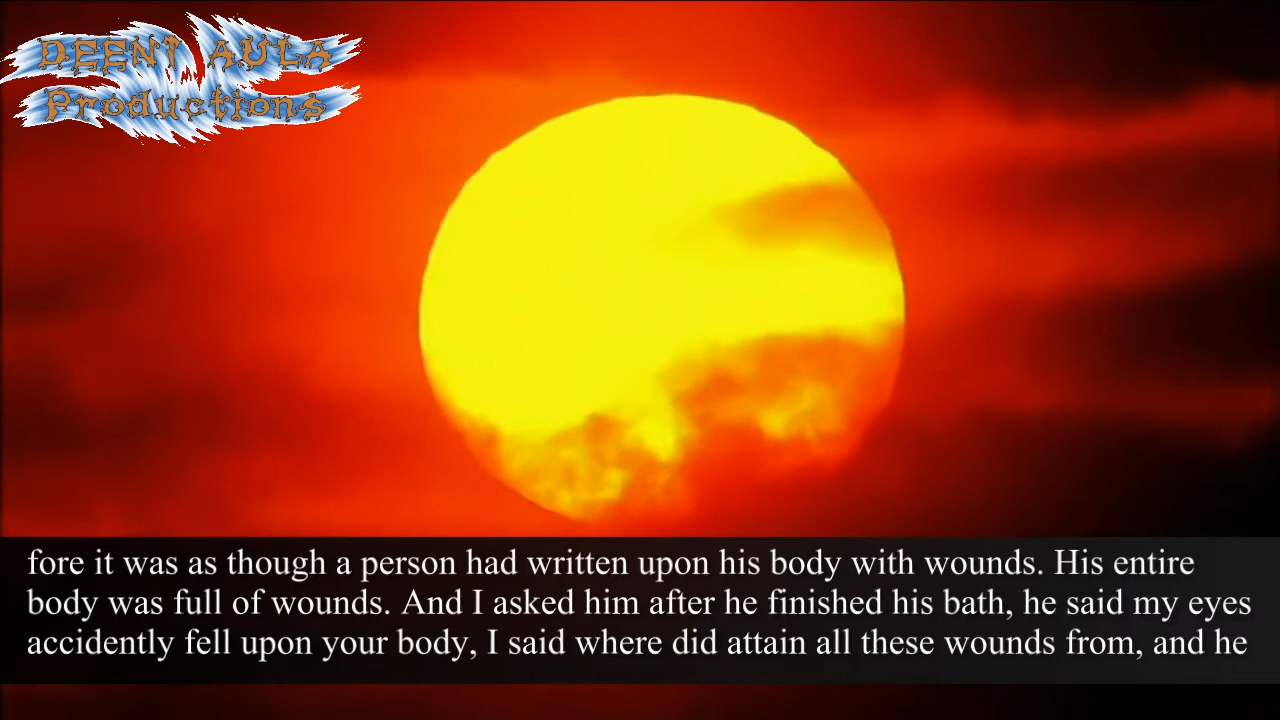 DEENI AULA
Productions
fore it was as though a person had written upon his body with wounds. His entire
body was full of wounds. And I asked him after he finished his bath, he said my eyes
accidently fell upon your body, I said where did attain all these wounds from, and he